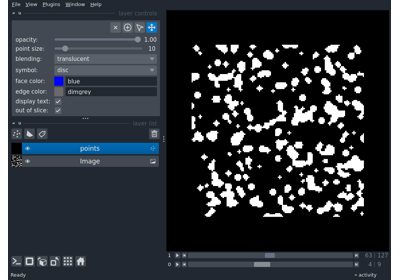 File View Plugins Window Help
layer controls
opacity: 1.00
point size: 10
blending: translucent
symbol: disc
face color: blue
edge color: dimgrey
display text:
out of slice:
layer list
points
Image
1 63 127
0 4 9
Ready activity